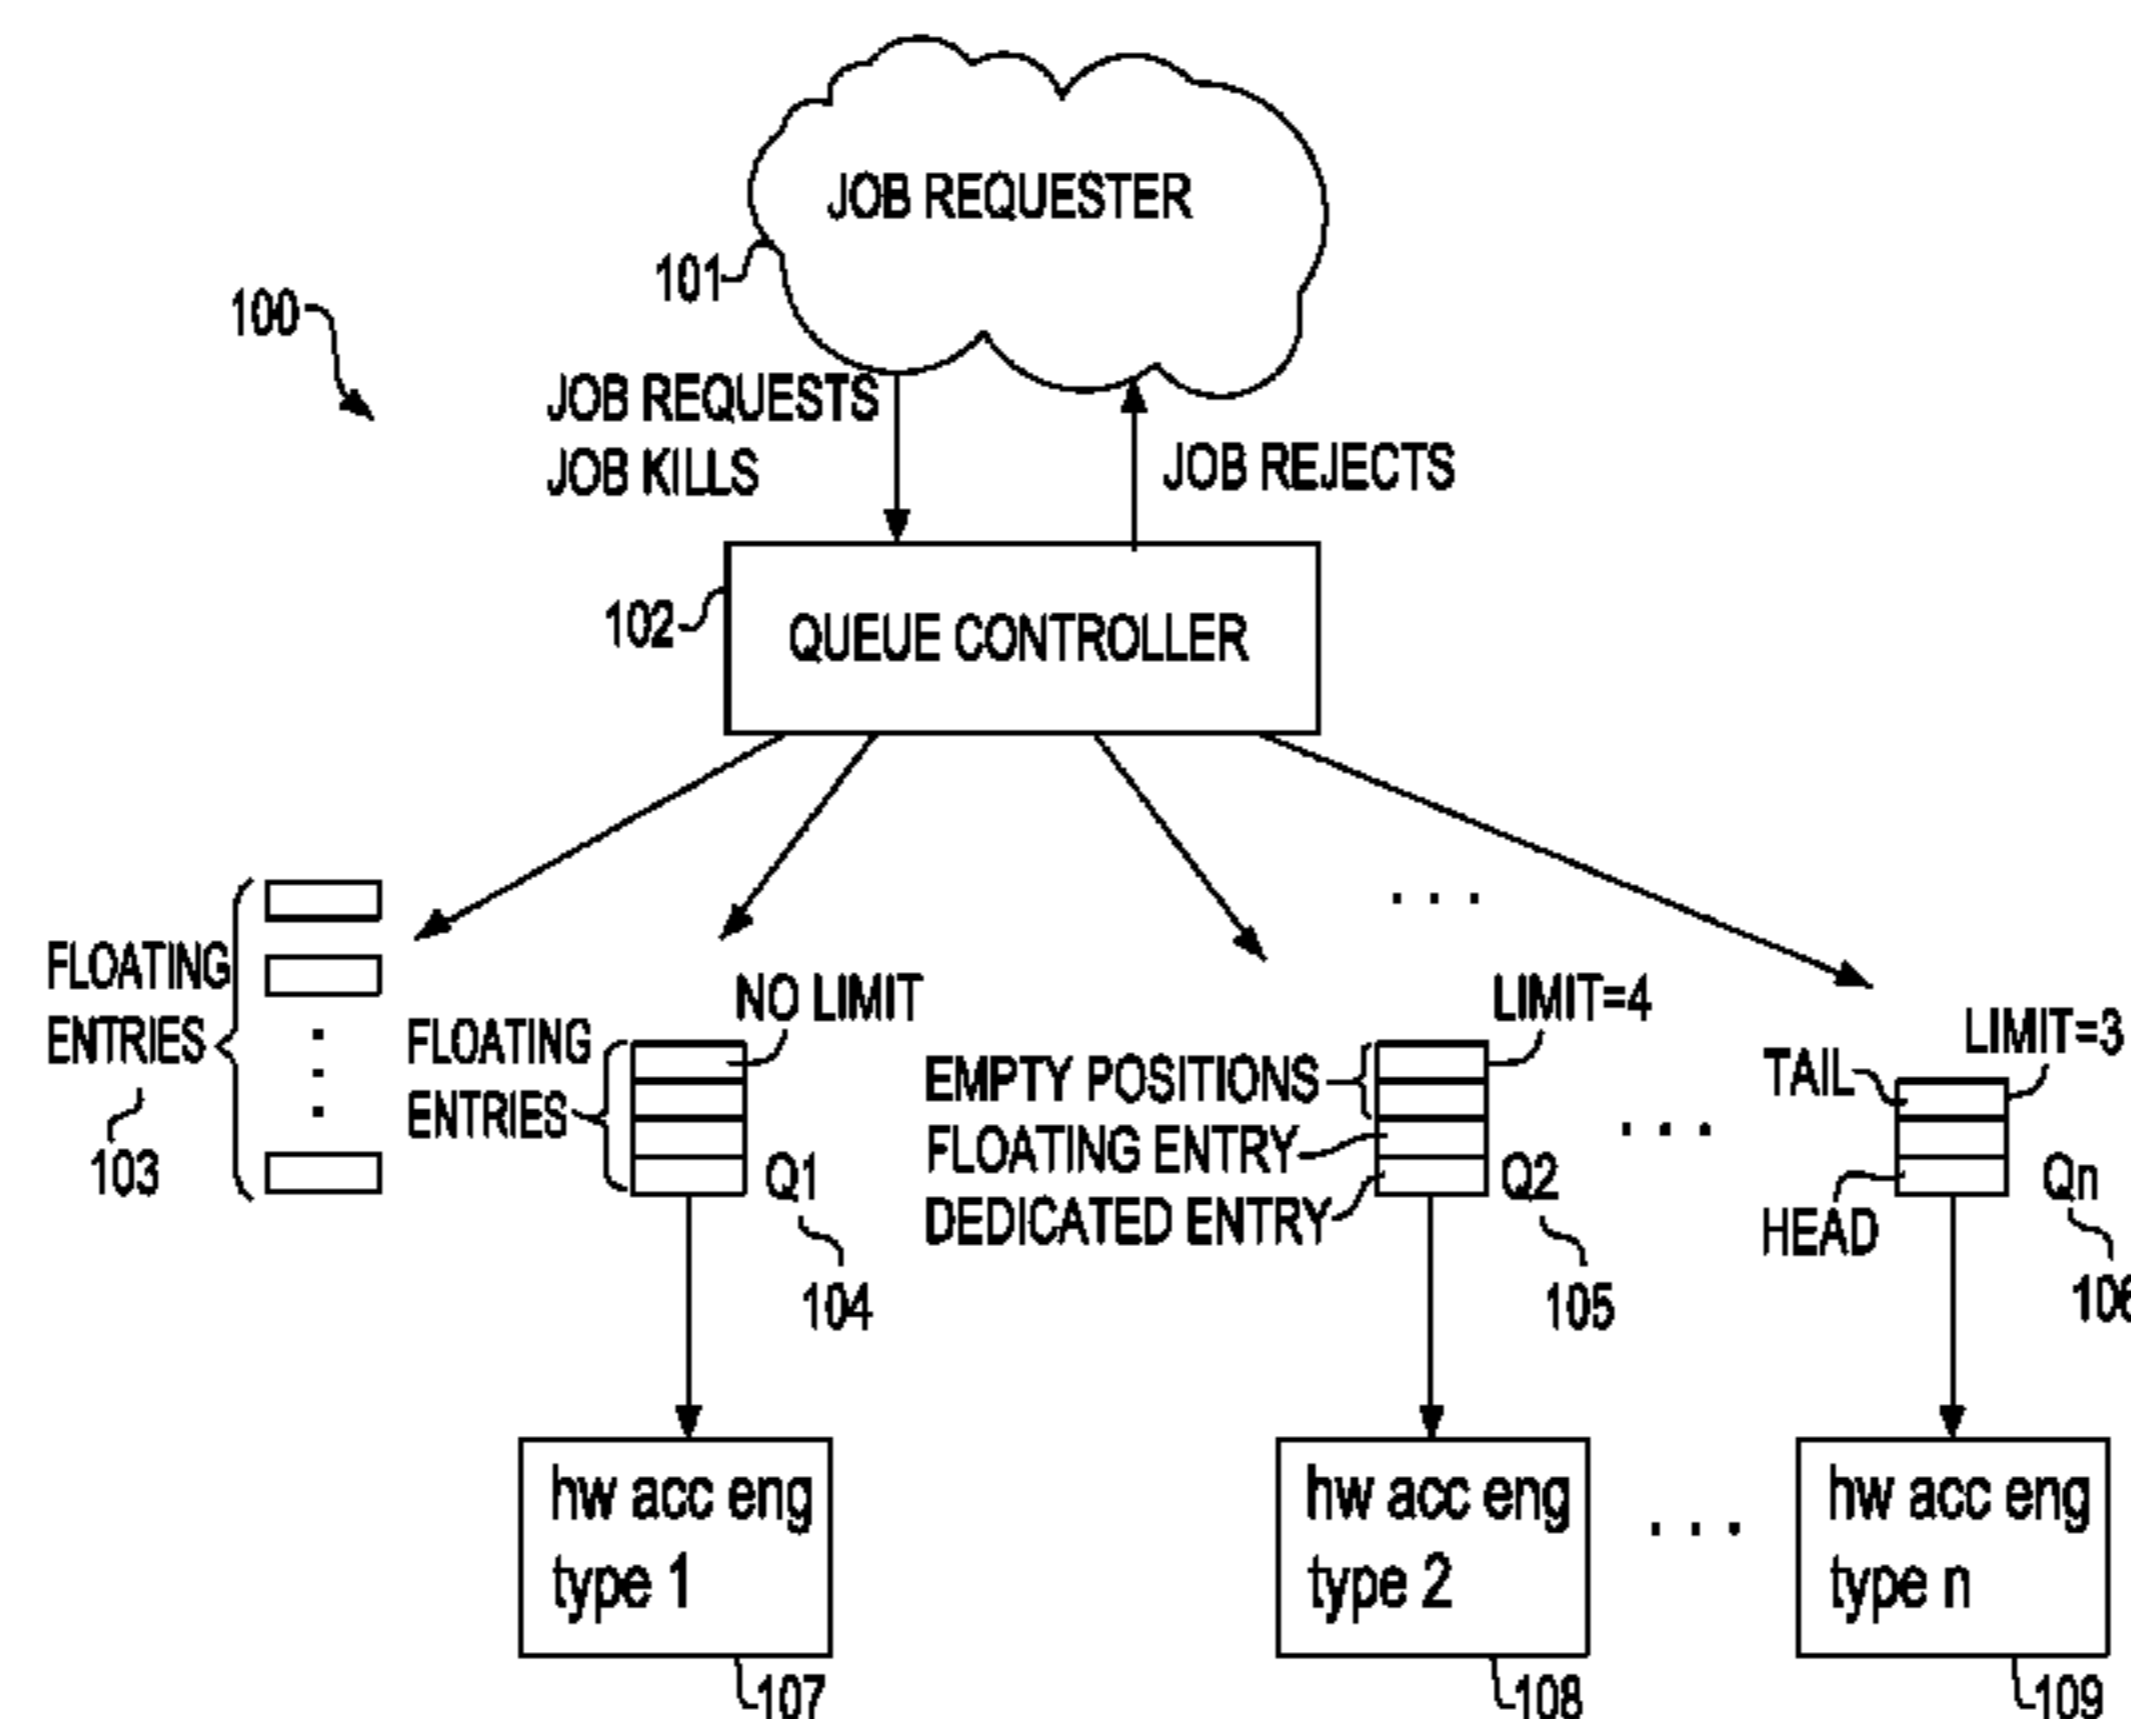 JOB REQUESTER
101
100
JOB REQUESTS
JOB KILLS
JOB REJECTS
102
QUEUE CONTROLLER
. . .
FLOATING
ENTRIES
103
NO LIMIT
FLOATING
ENTRIES
Q1
104
LIMIT=4
EMPTY POSITIONS
FLOATING ENTRY
DEDICATED ENTRY
Q2
105
. . .
LIMIT=3
TAIL
HEAD
Qn
106
hw acc eng
type 1
107
hw acc eng
type 2
108
. . .
hw acc eng
type n
109